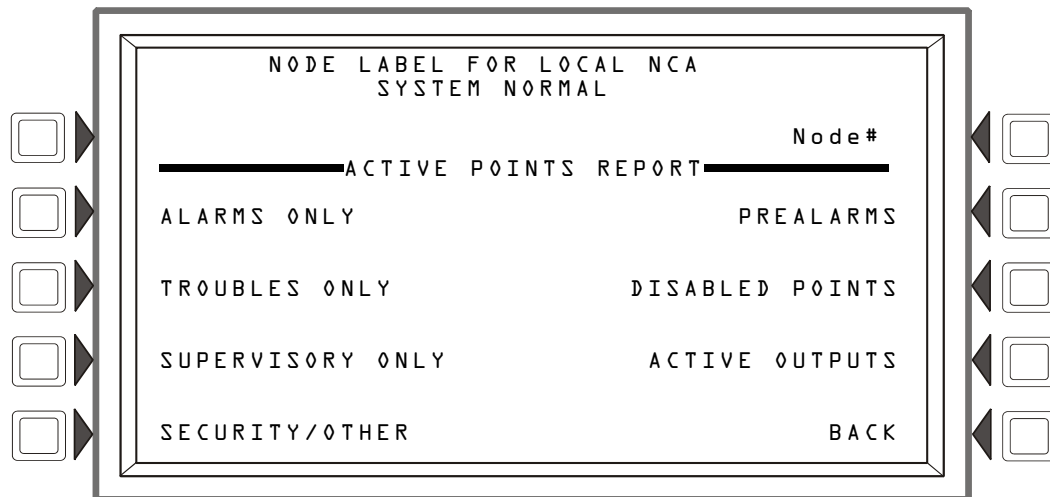 NODE LABEL FOR LOCAL NCA
SYSTEM NORMAL
Node#
ACTIVE POINTS REPORT
ALARMS ONLY PREALARMS
TROUBLES ONLY DISABLED POINTS
SUPERVISORY ONLY ACTIVE OUTPUTS
SECURITY/OTHER BACK